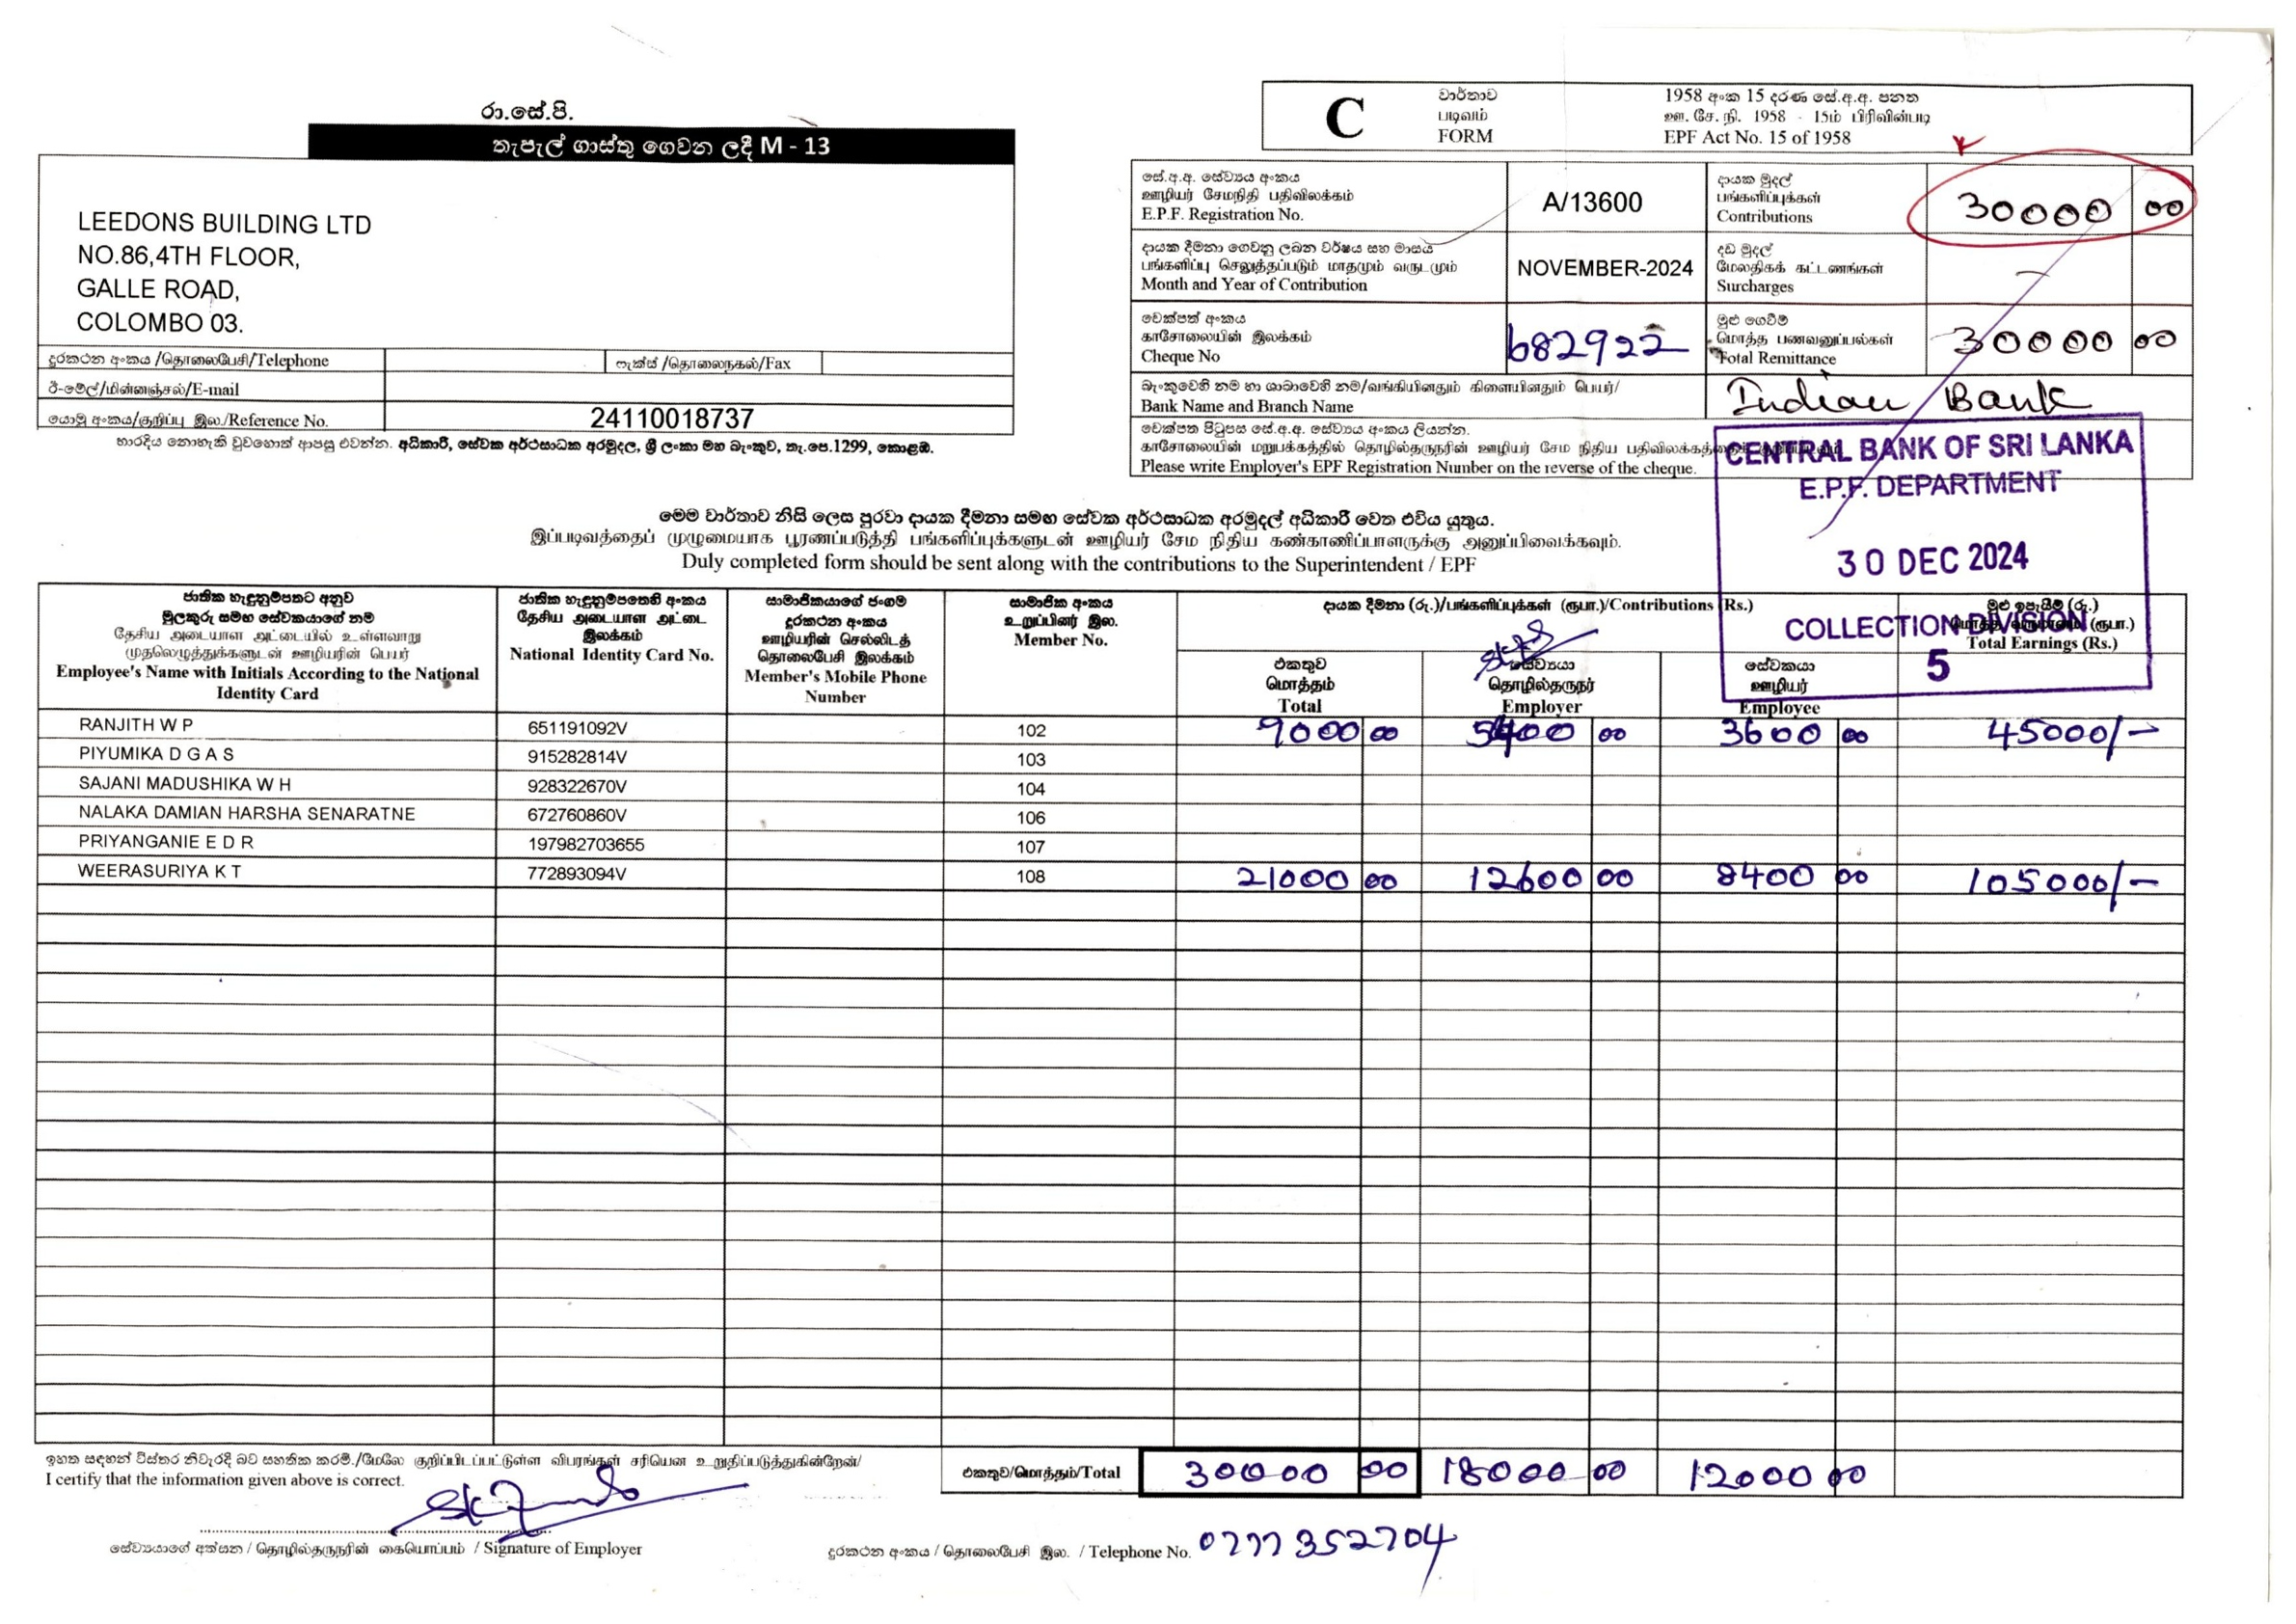 රා.සේ.පි.
තැපැල් ගාස්තු ගෙවන ලදී M - 13
LEEDONS BUILDING LTD
NO.86,4TH FLOOR,
GALLE ROAD,
COLOMBO 03.
දුරකථන අංකය /தொலைபேசி/Telephone
ෆැක්ස් /தொலைநகல்/Fax
ඊ-මේල්/மின்னஞ்சல்/E-mail
යොමු අංකය/குறிப்பு இல./Reference No. 24110018737
භාරදිය නොහැකි වුවහොත් ආපසු එවන්න. අධිකාරී, සේවක අර්ථසාධක අරමුදල, ශ්‍රී ලංකා මහ බැංකුව, තැ.පෙ.1299, කොළඹ.
C
වාර්තාව
படிவம்
FORM
1958 අංක 15 දරණ සේ.අ.අ. පනත
ஊ. சே. நி. 1958 - 15ம் பிரிவின்படி
EPF Act No. 15 of 1958
සේ.අ.අ. සේව්‍යය අංකය
ஊழியர் சேமநிதி பதிவிலக்கம்
E.P.F. Registration No.
A/13600
දායක මුදල්
பங்களிப்புக்கள்
Contributions
30000 00
දායක දීමනා ගෙවනු ලබන වර්ෂය සහ මාසය
பங்களிப்பு செலுத்தப்படும் மாதமும் வருடமும்
Month and Year of Contribution
NOVEMBER-2024
දඩ මුදල්
மேலதிகக் கட்டணங்கள்
Surcharges
චෙක්පත් අංකය
காசோலையின் இலக்கம்
Cheque No
682922
මුළු ගෙවීම්
மொத்த பணவனுப்பல்கள்
Total Remittance
30000 00
බැංකුවෙහි නම හා ශාඛාවෙහි නම/வங்கியினதும் கிளையினதும் பெயர்/
Bank Name and Branch Name
Indian Bank
චෙක්පත පිටුපස සේ.අ.අ. සේව්‍යය අංකය ලියන්න.
காசோலையின் மறுபக்கத்தில் தொழில்தருநரின் ஊழியர் சேம நிதிய பதிவிலக்கத்தை
Please write Employer's EPF Registration Number on the reverse of the cheque.
CENTRAL BANK OF SRI LANKA
E.P.F. DEPARTMENT
30 DEC 2024
COLLECTION DIVISION
5
මෙම වාර්තාව නිසි ලෙස පුරවා දායක දීමනා සමඟ සේවක අර්ථසාධක අරමුදල් අධිකාරී වෙත එවිය යුතුය.
இப்படிவத்தைப் முழுமையாக பூரணப்படுத்தி பங்களிப்புக்களுடன் ஊழியர் சேம நிதிய கண்காணிப்பாளருக்கு அனுப்பிவைக்கவும்.
Duly completed form should be sent along with the contributions to the Superintendent / EPF
ජාතික හැඳුනුම්පතට අනුව
මුලකුරු සමඟ සේවකයාගේ නම
தேசிய அடையாள அட்டையில் உள்ளவாறு
முதலெழுத்துக்களுடன் ஊழியரின் பெயர்
Employee's Name with Initials According to the National
Identity Card
ජාතික හැඳුනුම්පතෙහි අංකය
தேசிய அடையாள அட்டை
இலக்கம்
National Identity Card No.
සාමාජිකයාගේ ජංගම
දුරකථන අංකය
ஊழியரின் செல்லிடத்
தொலைபேசி இலக்கம்
Member's Mobile Phone
Number
සාමාජික අංකය
உறுப்பினர் இல.
Member No.
දායක දීමනා (රු.)/பங்களிப்புக்கள் (ரூபா.)/Contributions (Rs.)
එකතුව
மொத்தம்
Total
සේව්‍යයා
தொழில்தருநர்
Employer
සේවකයා
ஊழியர்
Employee
මුළු ඉපැයීම් (රු.)
(ரூபா.)
Total Earnings (Rs.)
RANJITH W P 651191092V 102 9000 00 5400 00 3600 00 45000/-
PIYUMIKA D G A S 915282814V 103
SAJANI MADUSHIKA W H 928322670V 104
NALAKA DAMIAN HARSHA SENARATNE 672760860V 106
PRIYANGANIE E D R 197982703655 107
WEERASURIYA K T 772893094V 108 21000 00 12600 00 8400 00 105000/-
ඉහත සඳහන් විස්තර නිවැරදි බව සහතික කරමි./மேலே குறிப்பிடப்பட்டுள்ள விபரங்கள் சரியென உறுதிப்படுத்துகின்றேன்/
I certify that the information given above is correct.
එකතුව/மொத்தம்/Total 30000 00 18000 00 12000 00
සේව්‍යයාගේ අත්සන / தொழில்தருநரின் கையொப்பம் / Signature of Employer
දුරකථන අංකය / தொலைபேசி இல. / Telephone No. 0777352704